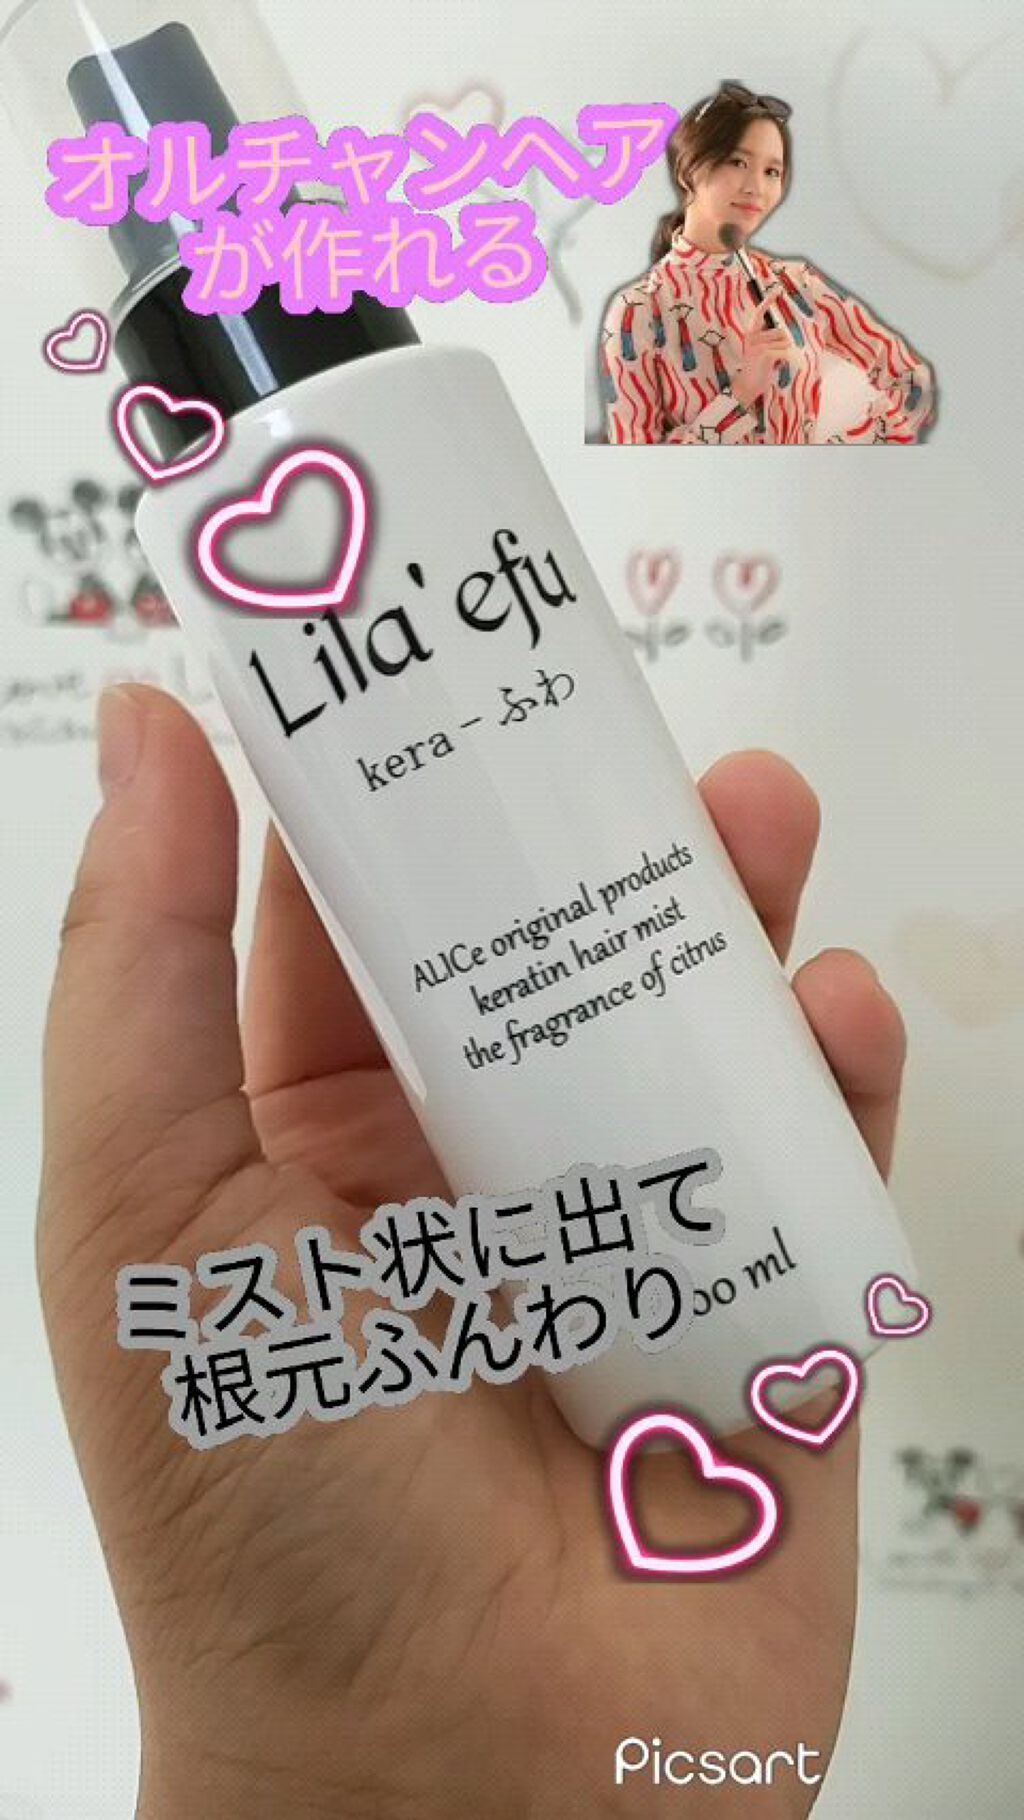 オルチャンヘア
が作れる
Lila'efu
kera-ふわ
ALICe original products
keratin hair mist
the fragrance of citrus
ミスト状に出て
根元ふんわり
ml
Picsart